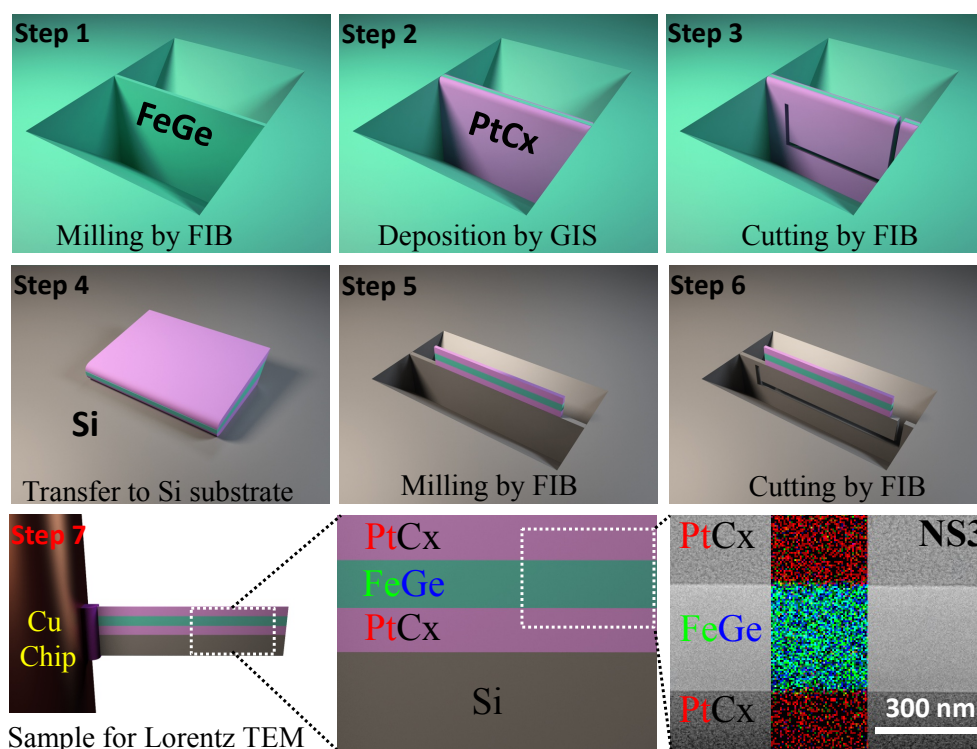 Step 1
FeGe
Milling by FIB
Step 2
PtCx
Deposition by GIS
Step 3
Cutting by FIB
Step 4
Si
Transfer to Si substrate
Step 5
Milling by FIB
Step 6
Cutting by FIB
Step 7
Cu
Chip
Sample for Lorentz TEM
PtCx
FeGe
PtCx
Si
PtCx
NS3
FeGe
PtCx
300 nm